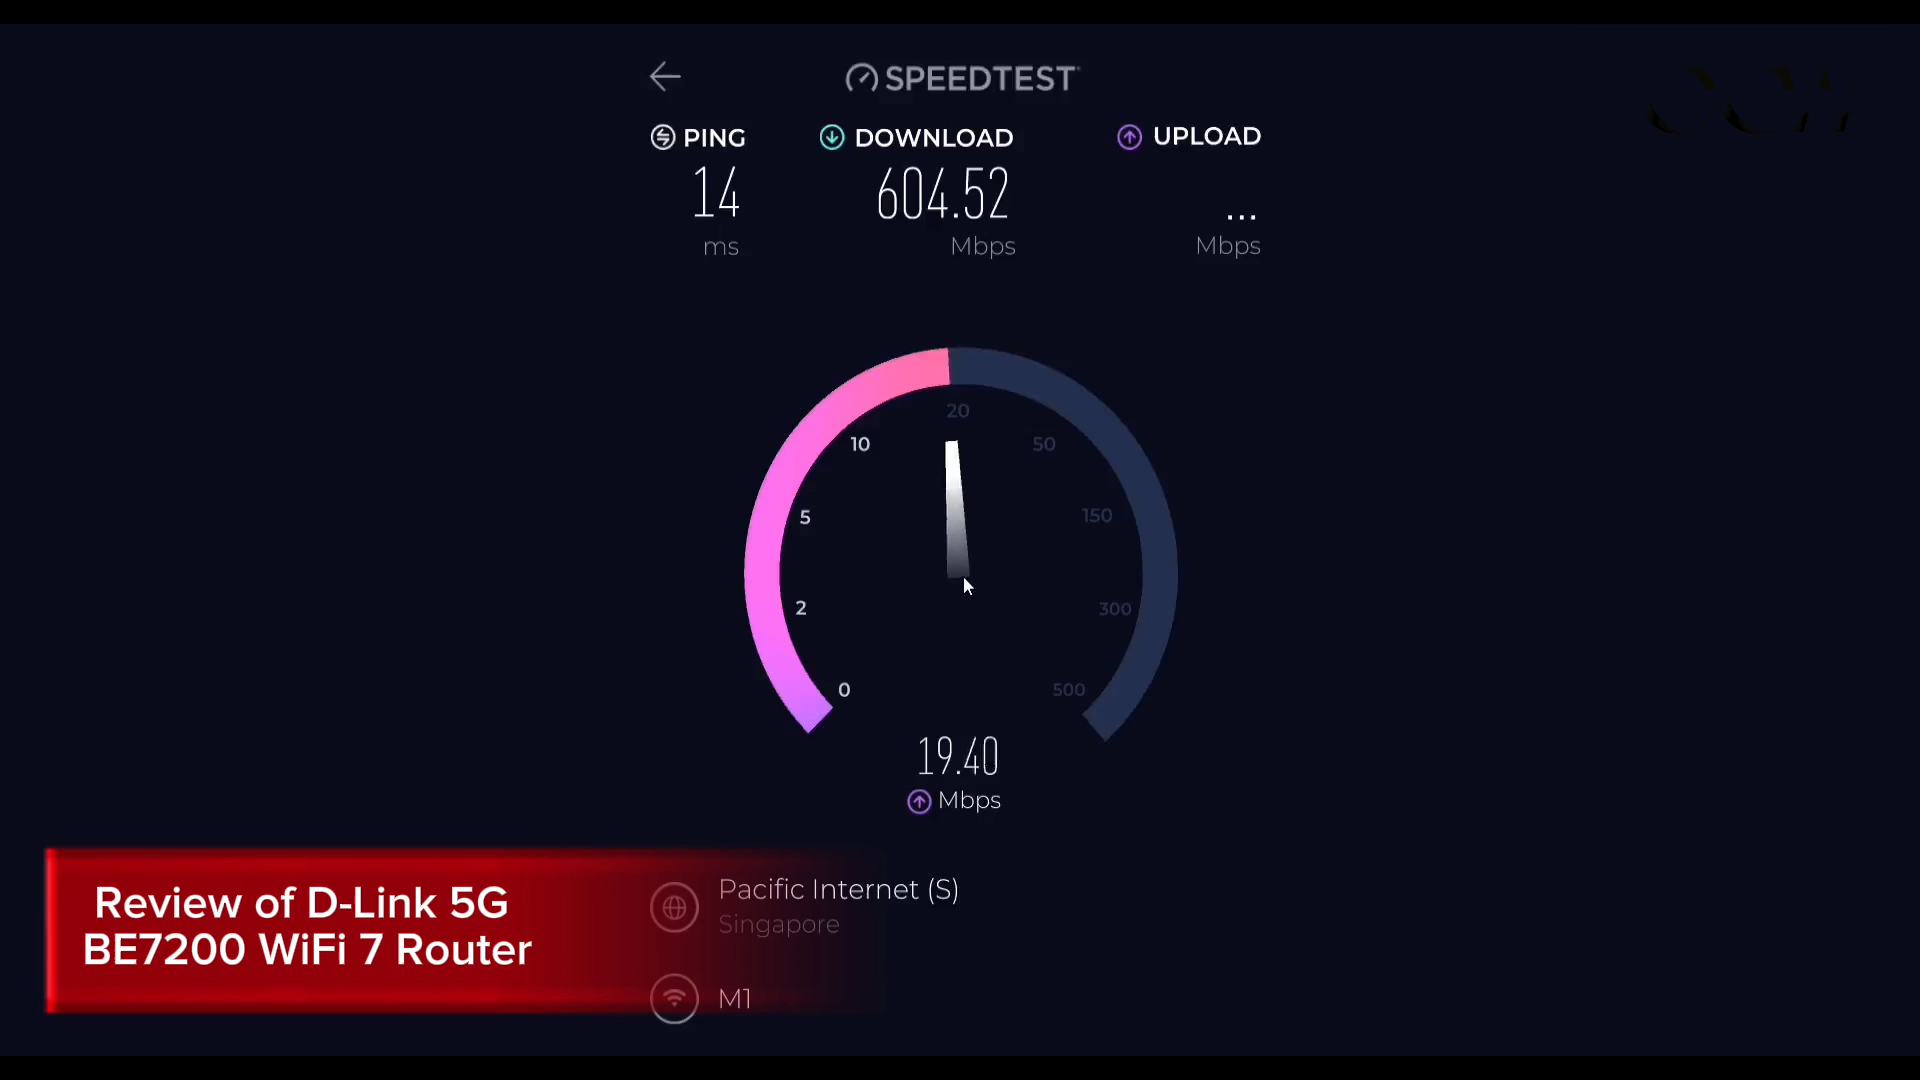 SPEEDTEST
PING
DOWNLOAD
UPLOAD
14
604.52
...
ms
Mbps
Mbps
20
10
50
5
150
2
300
0
500
19.40
Mbps
Pacific Internet (S)
Singapore
M1
Review of D-Link 5G
BE7200 WiFi 7 Router